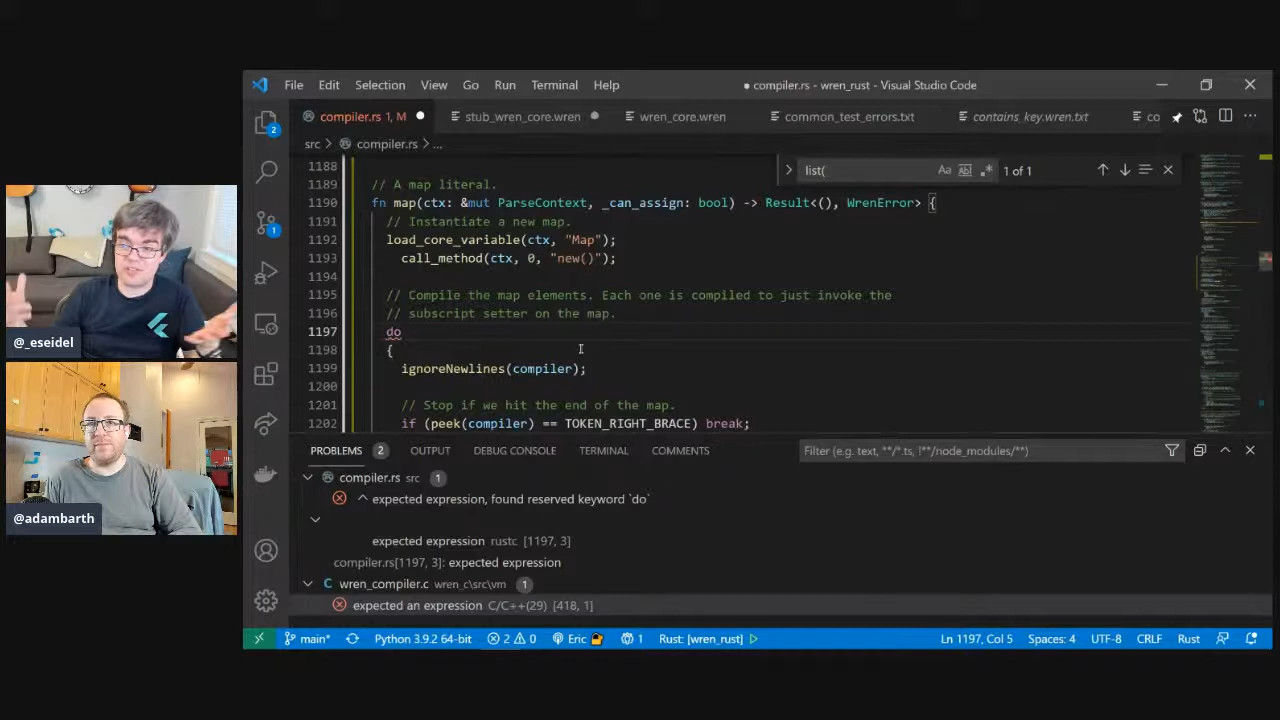 File Edit Selection View Go Run Terminal Help
● compiler.rs - wren_rust - Visual Studio Code
compiler.rs 1, M
stub_wren_core.wren
wren_core.wren
common_test_errors.txt
contains_key.wren.txt
co
src > compiler.rs > ...
list(
Aa ab .* 1 of 1
1188
1189 // A map literal.
1190 fn map(ctx: &mut ParseContext, _can_assign: bool) -> Result<(), WrenError> {
1191 // Instantiate a new map.
1192 load_core_variable(ctx, "Map");
1193 call_method(ctx, 0, "new()");
1194
1195 // Compile the map elements. Each one is compiled to just invoke the
1196 // subscript setter on the map.
1197 do
1198 {
1199 ignoreNewlines(compiler);
1200
1201 // Stop if we hit the end of the map.
1202 if (peek(compiler) == TOKEN_RIGHT_BRACE) break;
2
1
PROBLEMS 2 OUTPUT DEBUG CONSOLE TERMINAL COMMENTS
Filter (e.g. text, **/*.ts, !**/node_modules/**)
compiler.rs src 1
^ expected expression, found reserved keyword `do`
expected expression rustc [1197, 3]
compiler.rs[1197, 3]: expected expression
C wren_compiler.c wren_c\src\vm 1
expected an expression C/C++(29) [418, 1]
main* Python 3.9.2 64-bit 2 0 Eric 1 Rust: [wren_rust] Ln 1197, Col 5 Spaces: 4 UTF-8 CRLF Rust
@_eseidel
@adambarth